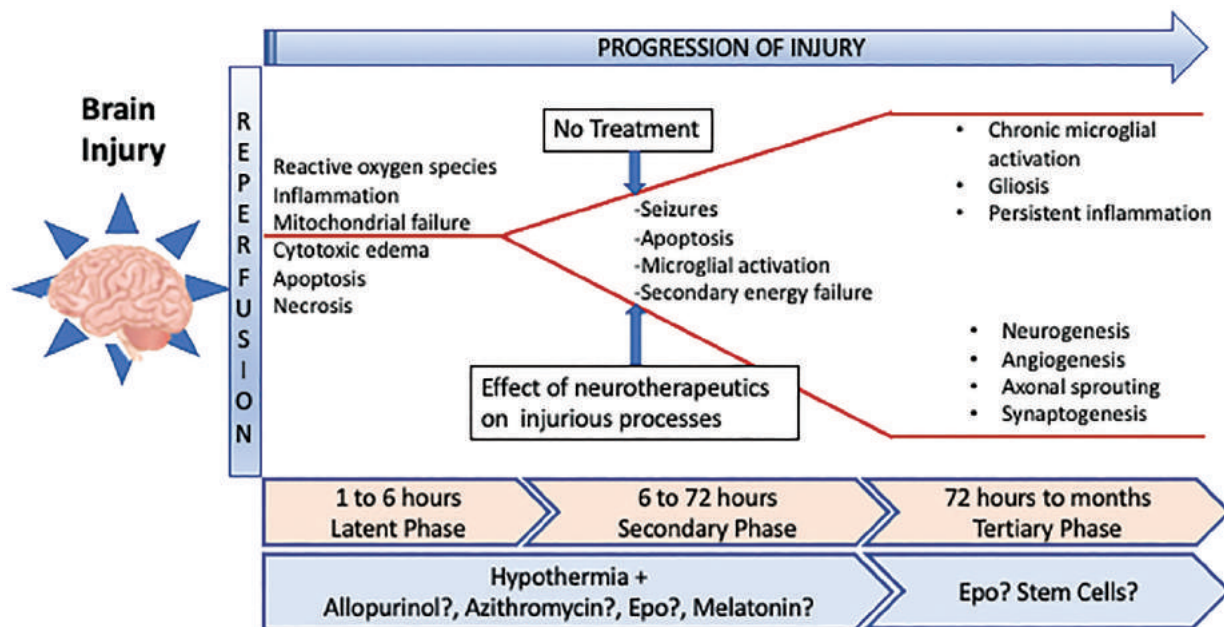 PROGRESSION OF INJURY
Brain
Injury
REPERFUSION
Reactive oxygen species
Inflammation
Mitochondrial failure
Cytotoxic edema
Apoptosis
Necrosis
No Treatment
-Seizures
-Apoptosis
-Microglial activation
-Secondary energy failure
Effect of neurotherapeutics
on injurious processes
• Chronic microglial
activation
• Gliosis
• Persistent inflammation
• Neurogenesis
• Angiogenesis
• Axonal sprouting
• Synaptogenesis
1 to 6 hours
Latent Phase
6 to 72 hours
Secondary Phase
72 hours to months
Tertiary Phase
Hypothermia +
Allopurinol?, Azithromycin?, Epo?, Melatonin?
Epo? Stem Cells?